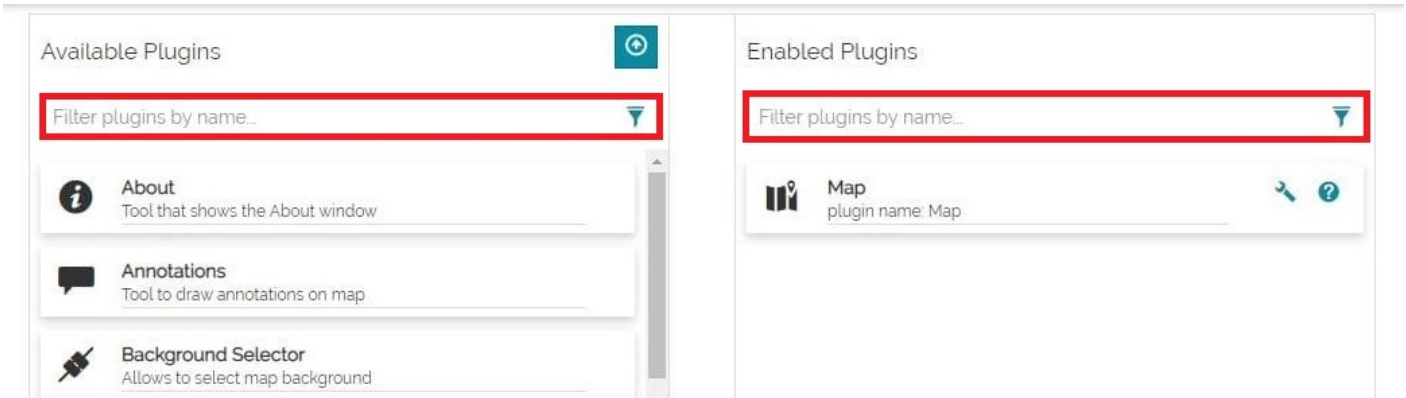 Available Plugins
Filter plugins by name...
About
Tool that shows the About window
Annotations
Tool to draw annotations on map
Background Selector
Allows to select map background
Enabled Plugins
Filter plugins by name...
Map
plugin name: Map